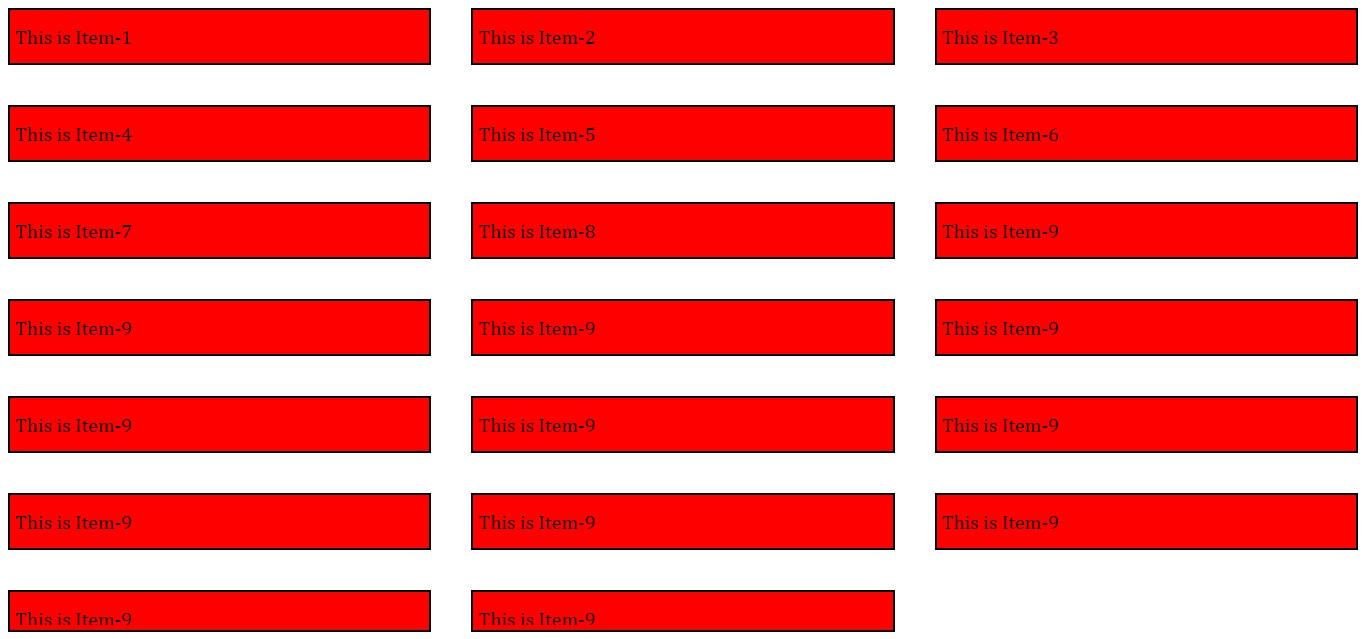 This is Item-1
This is Item-2
This is Item-3
This is Item-4
This is Item-5
This is Item-6
This is Item-7
This is Item-8
This is Item-9
This is Item-9
This is Item-9
This is Item-9
This is Item-9
This is Item-9
This is Item-9
This is Item-9
This is Item-9
This is Item-9
This is Item-9
This is Item-9